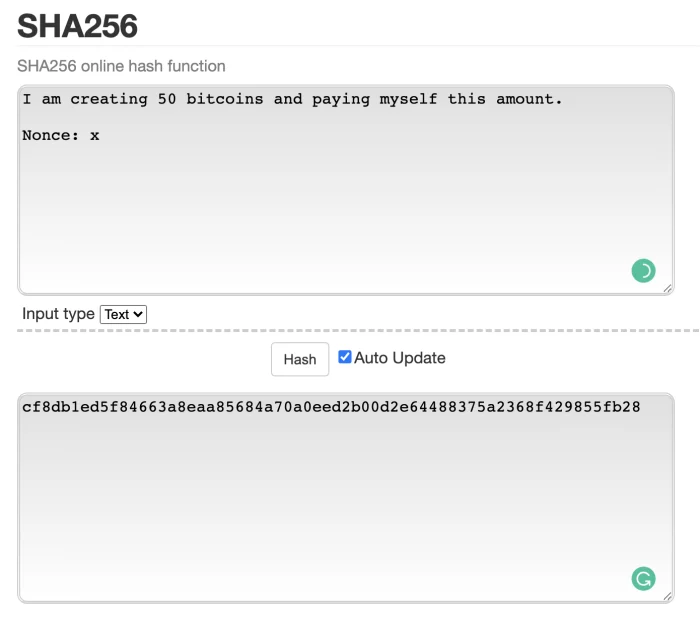 SHA256
SHA256 online hash function
I am creating 50 bitcoins and paying myself this amount.
Nonce: x
Input type Text
Hash Auto Update
cf8db1ed5f84663a8eaa85684a70a0eed2b00d2e64488375a2368f429855fb28